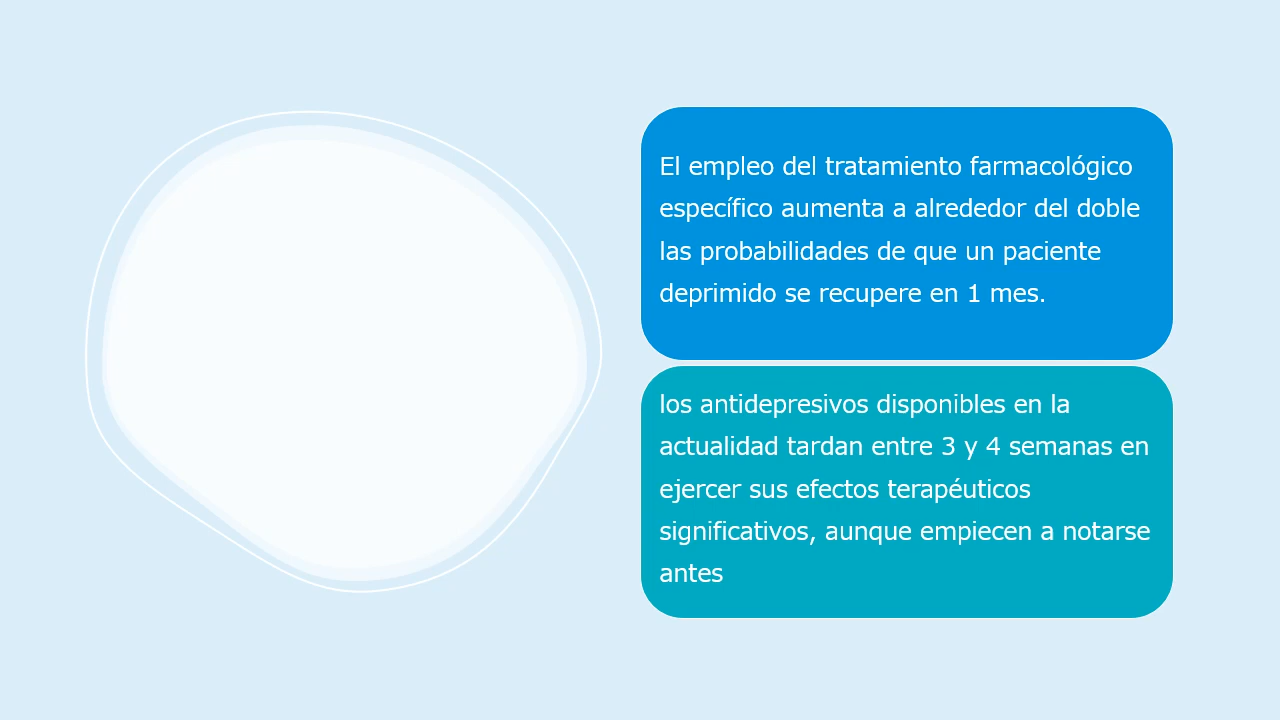 El empleo del tratamiento farmacológico
específico aumenta a alrededor del doble
las probabilidades de que un paciente
deprimido se recupere en 1 mes.
los antidepresivos disponibles en la
actualidad tardan entre 3 y 4 semanas en
ejercer sus efectos terapéuticos
significativos, aunque empiecen a notarse
antes